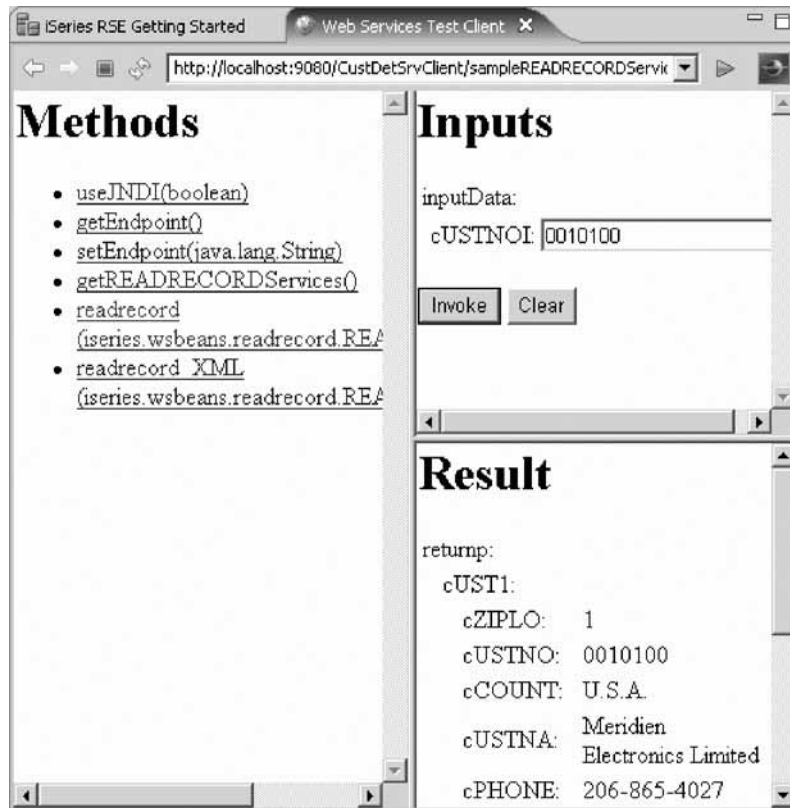 iSeries RSE Getting Started
Web Services Test Client
http://localhost:9080/CustDetSrvClient/sampleREADRECORDServic
Methods
useJNDI(boolean)
getEndpoint()
setEndpoint(java.lang.String)
getREADRECORDServices()
readrecord
(iseries.wsbeans.readrecord.REA
readrecord_XML
(iseries.wsbeans.readrecord.REA
Inputs
inputData:
cUSTNOI: 0010100
Invoke Clear
Result
returnp:
cUST1:
cZIPLO: 1
cUSTNO: 0010100
cCOUNT: U.S.A.
cUSTNA: Meridien
Electronics Limited
cPHONE: 206-865-4027